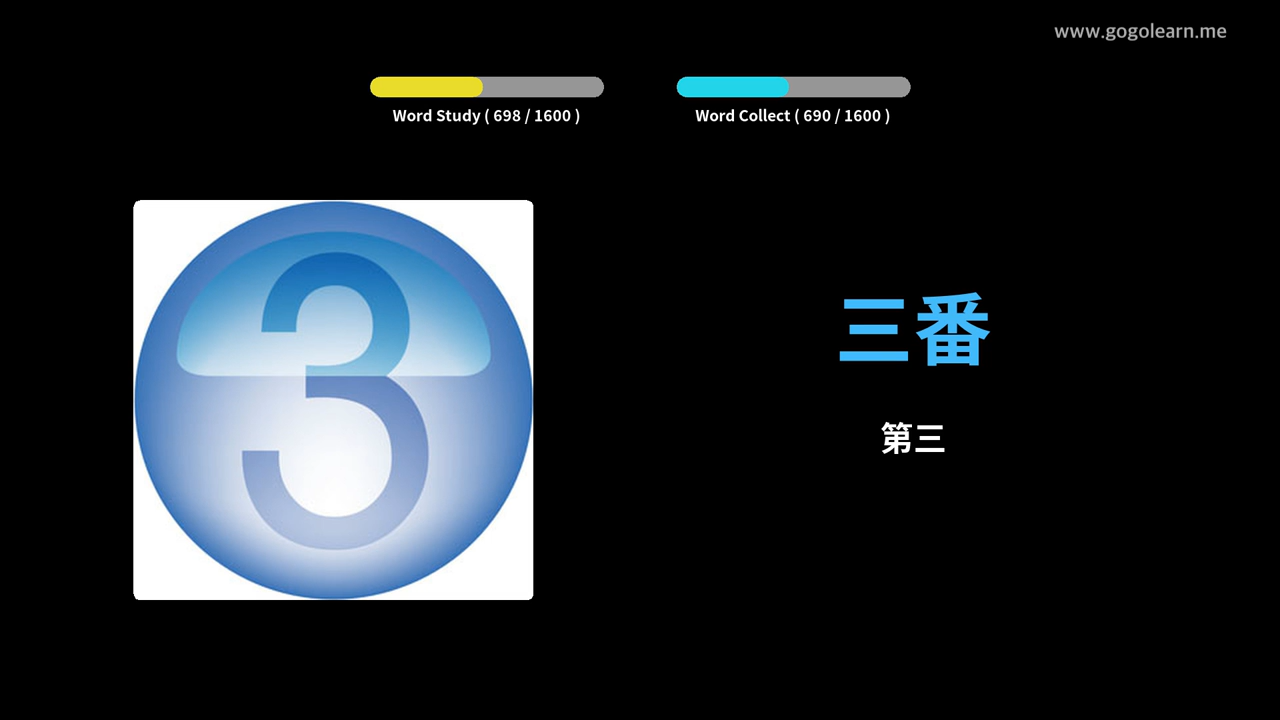 www.gogolearn.me
Word Study ( 698 / 1600 )
Word Collect ( 690 / 1600 )
3
三番
第三